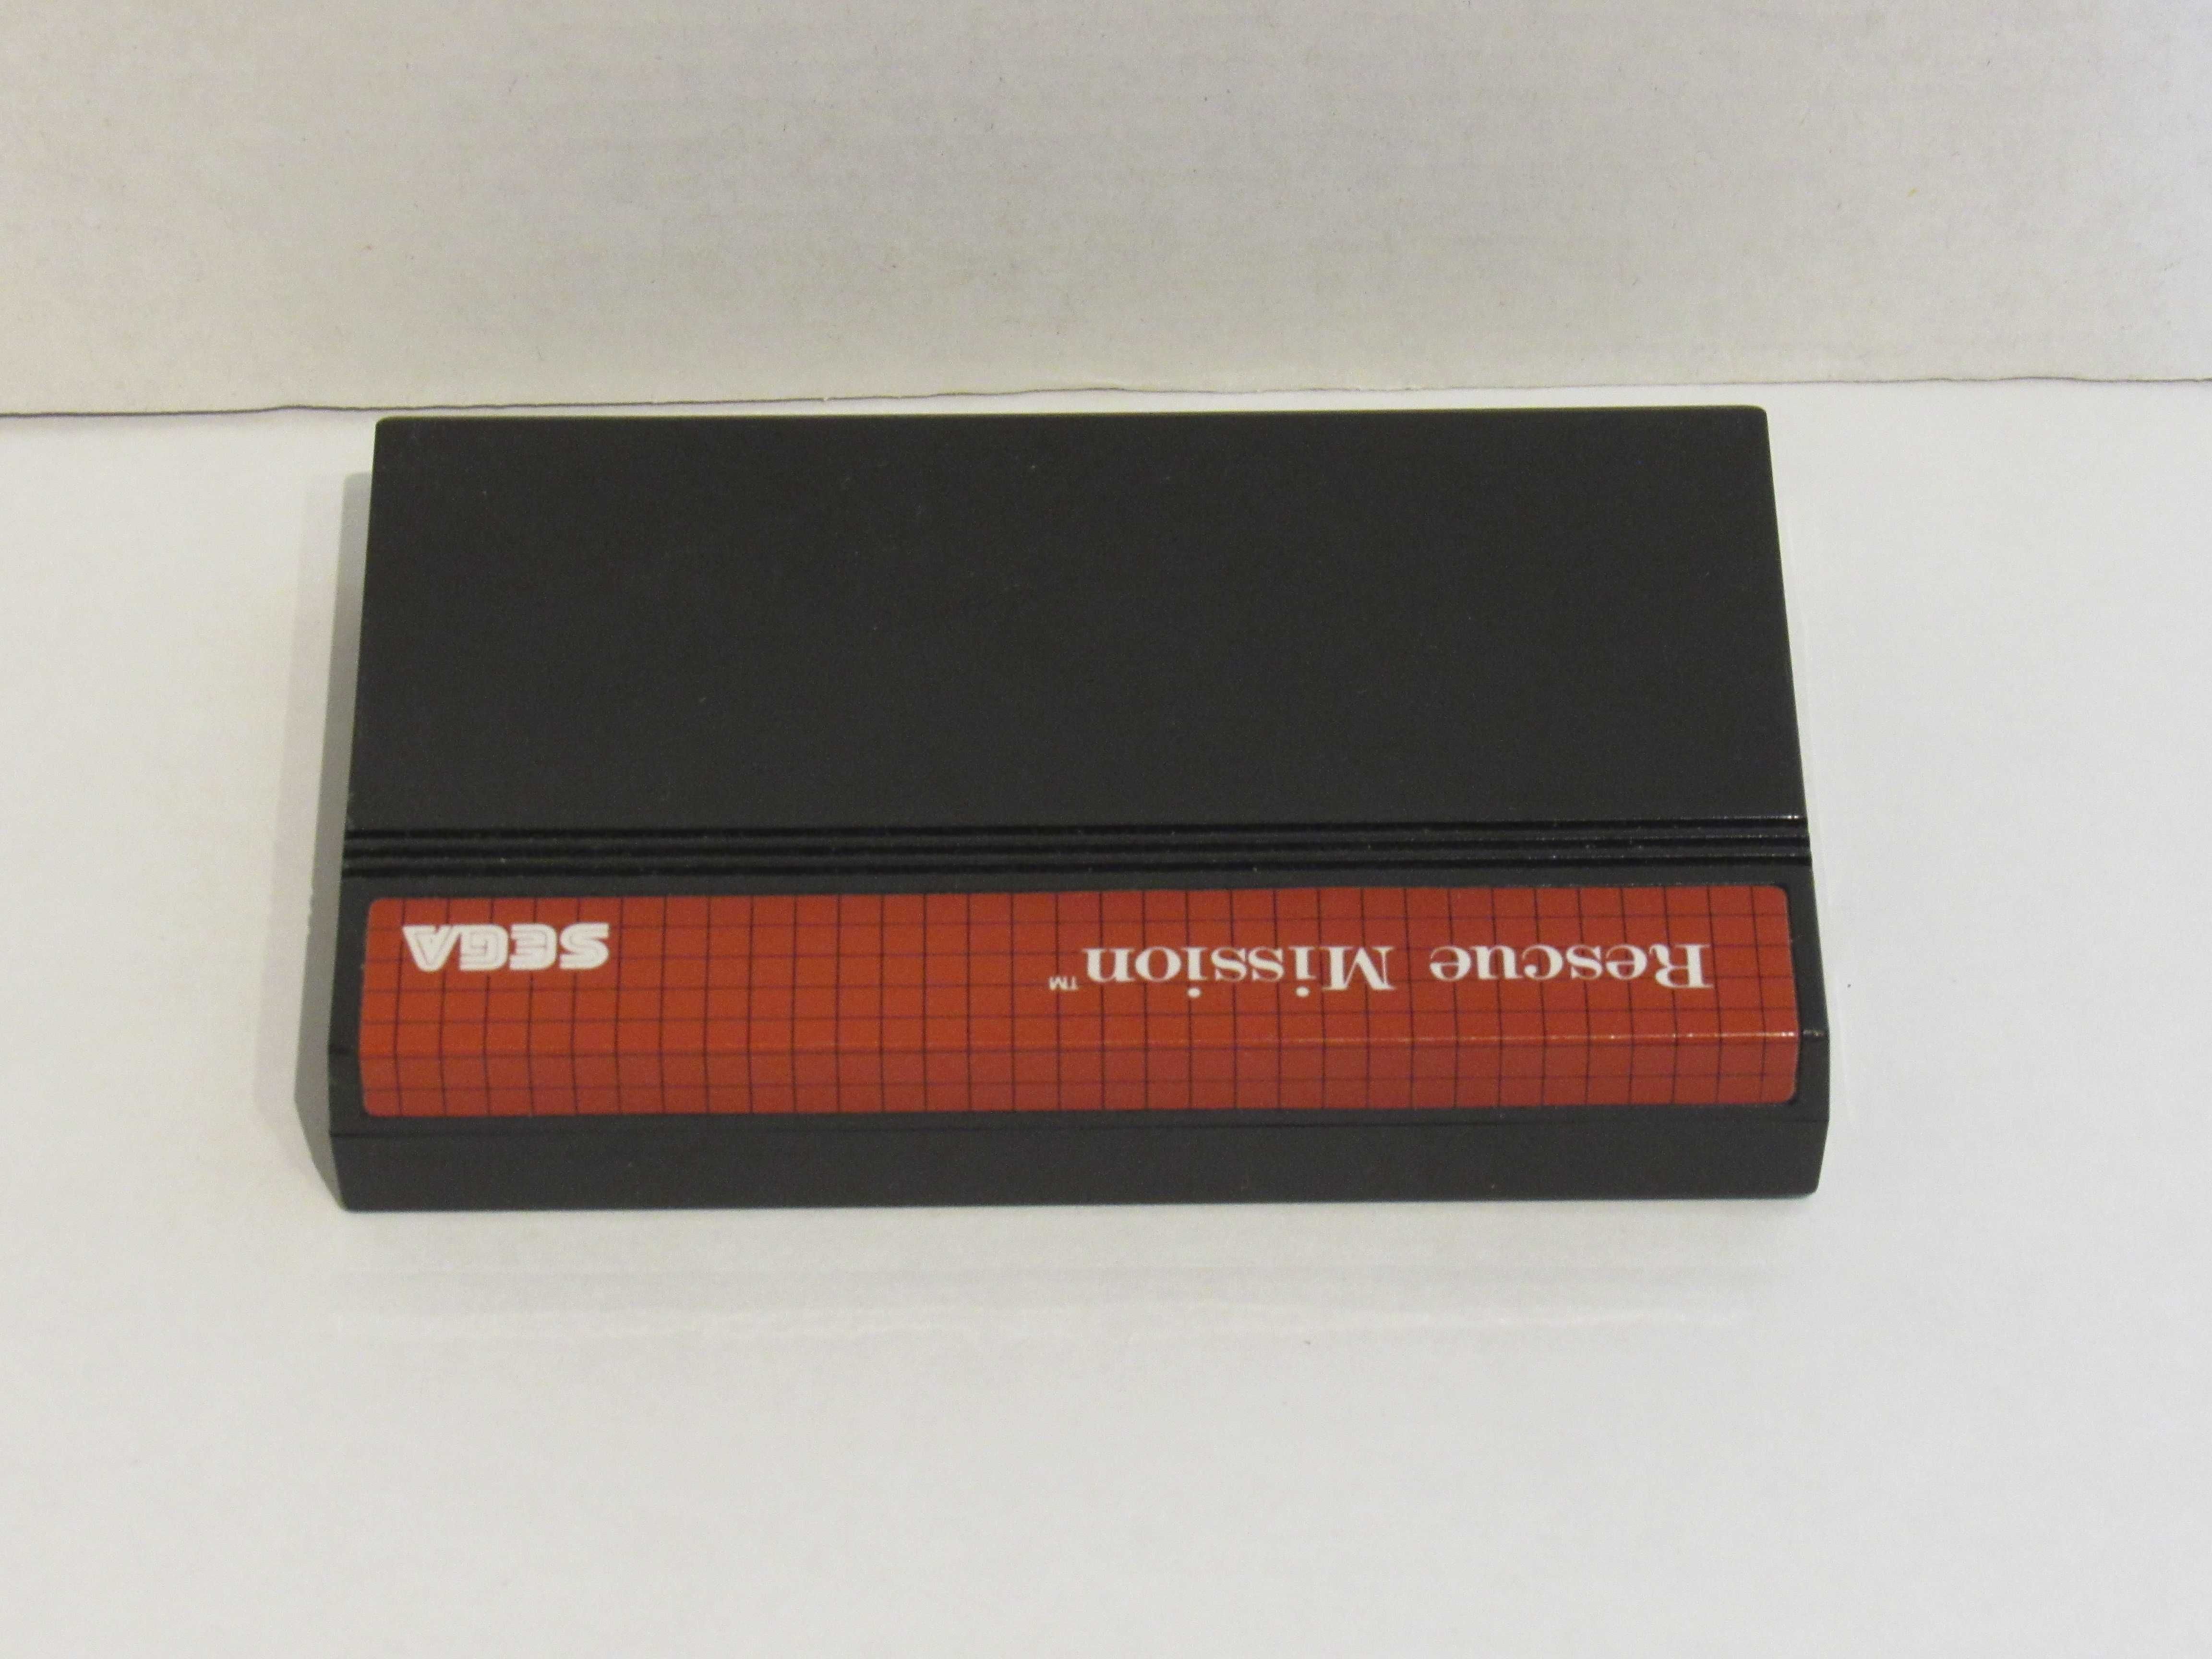 Rescue Mission™
SEGA